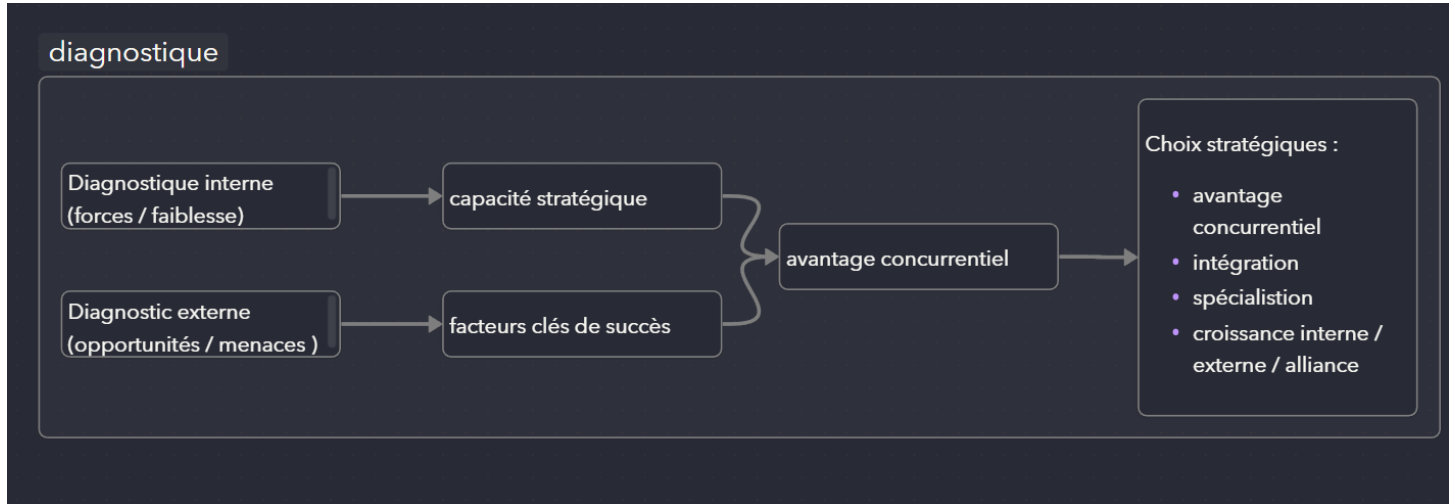 diagnostique
Diagnostique interne
(forces / faiblesse)
capacité stratégique
Diagnostic externe
(opportunités / menaces )
facteurs clés de succès
avantage concurrentiel
Choix stratégiques :
• avantage
concurrentiel
• intégration
• spécialistion
• croissance interne /
externe / alliance